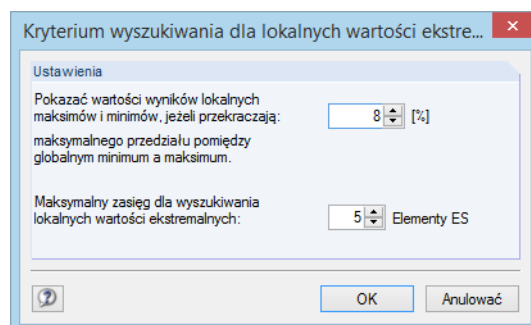 Kryterium wyszukiwania dla lokalnych wartości ekstre...
Ustawienia
Pokazać wartości wyników lokalnych
maksimów i minimów, jeżeli przekraczają:
8 [%]
maksymalnego przedziału pomiędzy
globalnym minimum a maksimum.
Maksymalny zasięg dla wyszukiwania
lokalnych wartości ekstremalnych:
5 Elementy ES
OK Anulować